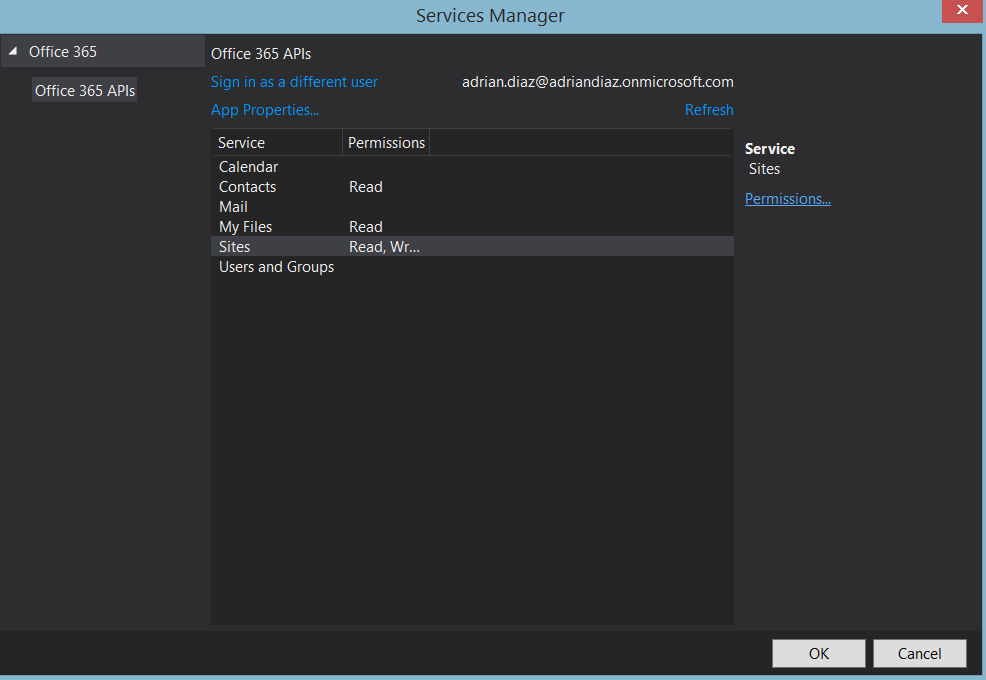 Services Manager
Office 365
Office 365 APIs
Office 365 APIs
Sign in as a different user adrian.diaz@adriandiaz.onmicrosoft.com
App Properties... Refresh
Service Permissions
Calendar
Contacts Read
Mail
My Files Read
Sites Read, Wr...
Users and Groups
Service
Sites
Permissions...
OK Cancel